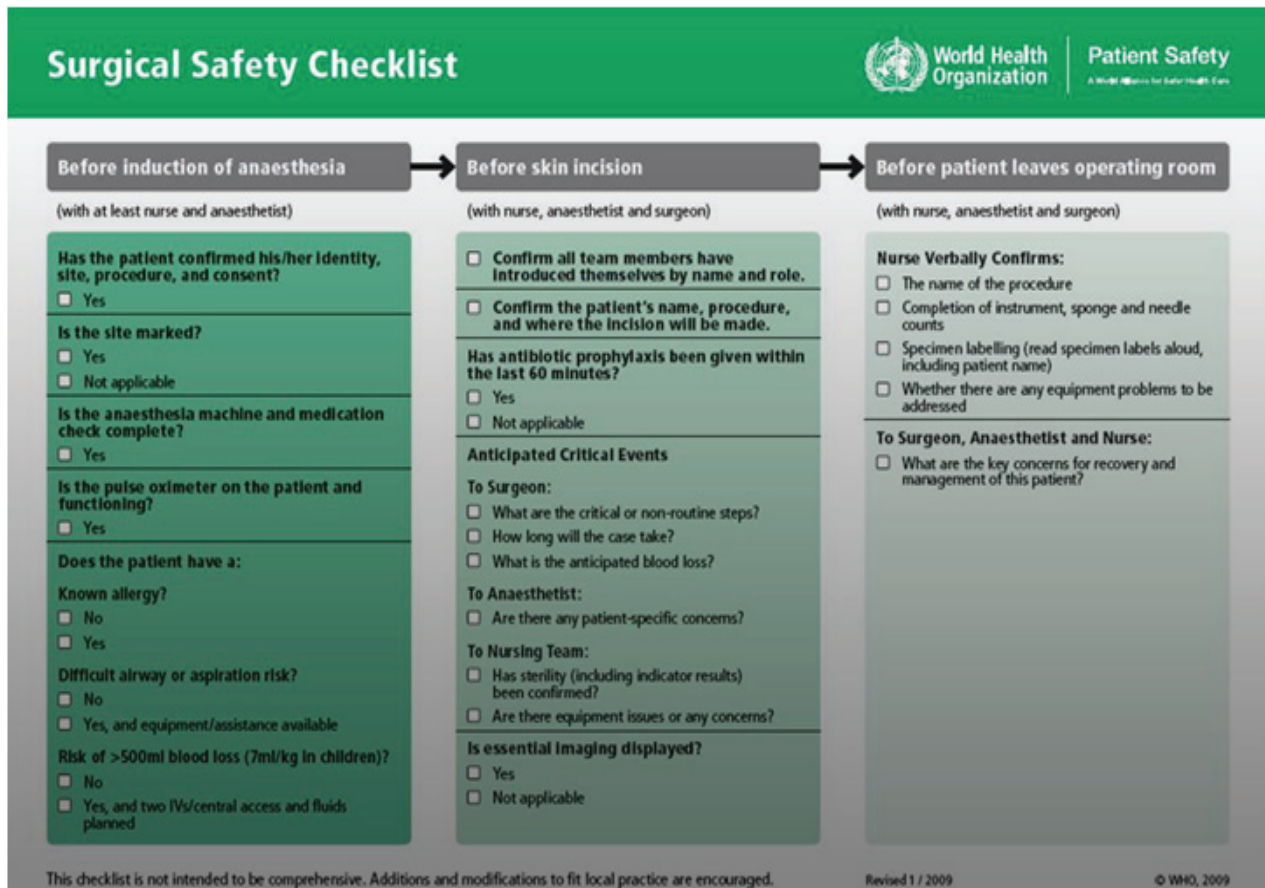 Surgical Safety Checklist
World Health
Organization
Patient Safety
A World Alliance for Safer Health Care
Before induction of anaesthesia
(with at least nurse and anaesthetist)
Has the patient confirmed his/her identity,
site, procedure, and consent?
Yes
Is the site marked?
Yes
Not applicable
Is the anaesthesia machine and medication
check complete?
Yes
Is the pulse oximeter on the patient and
functioning?
Yes
Does the patient have a:
Known allergy?
No
Yes
Difficult airway or aspiration risk?
No
Yes, and equipment/assistance available
Risk of >500ml blood loss (7ml/kg in children)?
No
Yes, and two IVs/central access and fluids
planned
Before skin incision
(with nurse, anaesthetist and surgeon)
Confirm all team members have
introduced themselves by name and role.
Confirm the patient's name, procedure,
and where the incision will be made.
Has antibiotic prophylaxis been given within
the last 60 minutes?
Yes
Not applicable
Anticipated Critical Events
To Surgeon:
What are the critical or non-routine steps?
How long will the case take?
What is the anticipated blood loss?
To Anaesthetist:
Are there any patient-specific concerns?
To Nursing Team:
Has sterility (including indicator results)
been confirmed?
Are there equipment issues or any concerns?
Is essential imaging displayed?
Yes
Not applicable
Before patient leaves operating room
(with nurse, anaesthetist and surgeon)
Nurse Verbally Confirms:
The name of the procedure
Completion of instrument, sponge and needle
counts
Specimen labelling (read specimen labels aloud,
including patient name)
Whether there are any equipment problems to be
addressed
To Surgeon, Anaesthetist and Nurse:
What are the key concerns for recovery and
management of this patient?
This checklist is not intended to be comprehensive. Additions and modifications to fit local practice are encouraged.
Revised 1 / 2009
© WHO, 2009